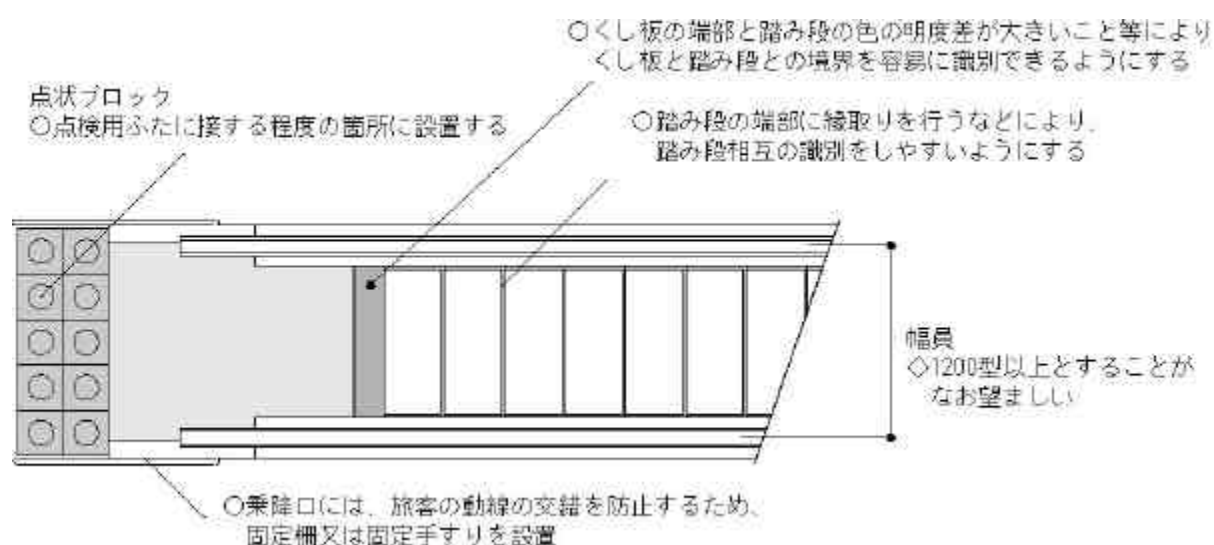 ○くし板の端部と踏み段の色の明度差が大きいこと等により
くし板と踏み段との境界を容易に識別できるようにする
点状ブロック
○点検用ふたに接する程度の箇所に設置する
○踏み段の端部に縁取りを行うなどにより、
踏み段相互の識別をしやすいようにする
幅員
◇1200型以上とすることが
なお望ましい
○乗降口には、旅客の動線の交錯を防止するため、
固定柵又は固定手すりを設置